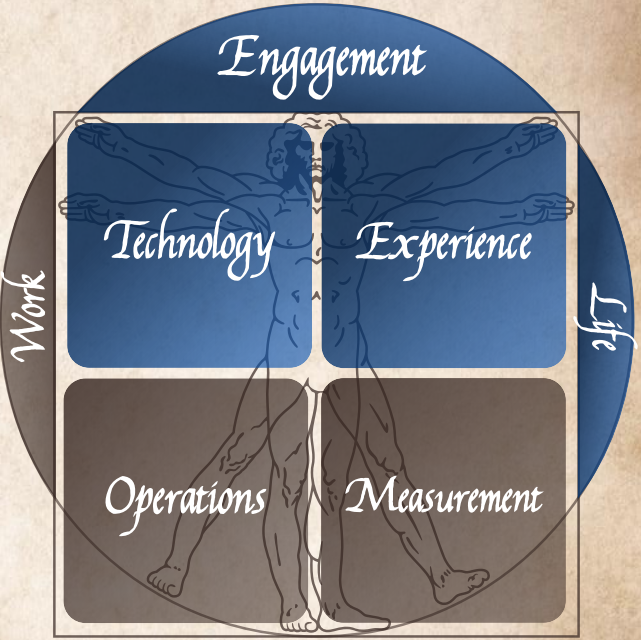 Engagement
Technology
Experience
Work
Life
Operations
Measurement